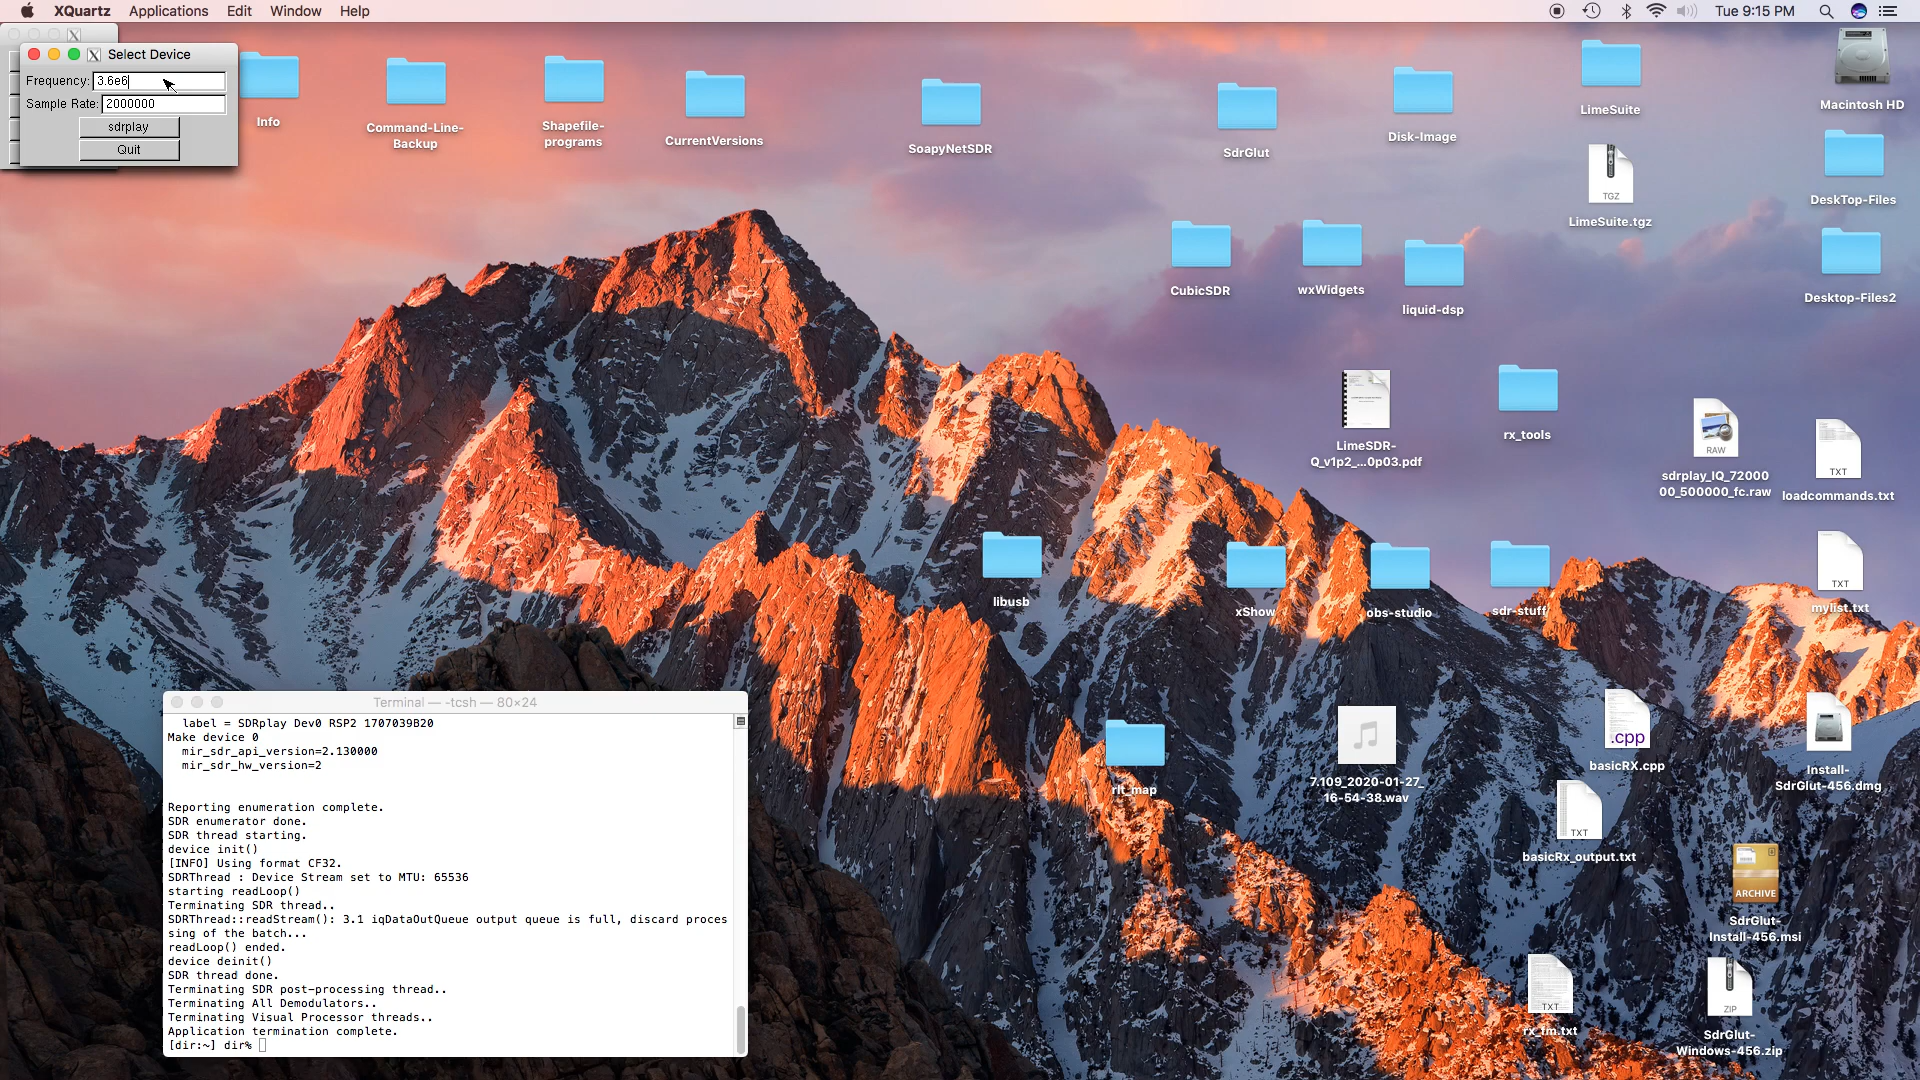 XQuartz Applications Edit Window Help
Tue 9:15 PM
X
X Select Device
Frequency: 3.6e6
Sample Rate: 2000000
sdrplay
Quit
Info
Command-Line-
Backup
Shapefile-
programs
CurrentVersions
SoapyNetSDR
SdrGlut
Disk-Image
LimeSuite
Macintosh HD
TGZ
LimeSuite.tgz
DeskTop-Files
Desktop-Files2
CubicSDR
wxWidgets
liquid-dsp
LimeSDR-
Q_v1p2_...0p03.pdf
rx_tools
RAW
sdrplay_IQ_72000
00_500000_fc.raw
TXT
loadcommands.txt
libusb
xShow
obs-studio
sdr-stuff
TXT
mylist.txt
rlt_map
7.109_2020-01-27_
16-54-38.wav
.cpp
basicRX.cpp
Install-
SdrGlut-456.dmg
TXT
basicRx_output.txt
ARCHIVE
SdrGlut-
Install-456.msi
TXT
rx_fm.txt
ZIP
SdrGlut-
Windows-456.zip
Terminal — -tcsh — 80×24
label = SDRplay Dev0 RSP2 1707039B20
Make device 0
mir_sdr_api_version=2.130000
mir_sdr_hw_version=2
Reporting enumeration complete.
SDR enumerator done.
SDR thread starting.
device init()
[INFO] Using format CF32.
SDRThread : Device Stream set to MTU: 65536
starting readLoop()
Terminating SDR thread..
SDRThread::readStream(): 3.1 iqDataOutQueue output queue is full, discard proces
sing of the batch...
readLoop() ended.
device deinit()
SDR thread done.
Terminating SDR post-processing thread..
Terminating All Demodulators..
Terminating Visual Processor threads..
Application termination complete.
[dir:~] dir%